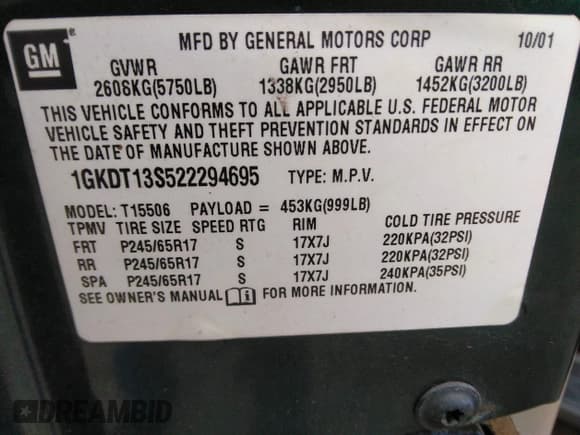 GM
MFD BY GENERAL MOTORS CORP 10/01
GVWR GAWR FRT GAWR RR
2608KG(5750LB) 1338KG(2950LB) 1452KG(3200LB)
THIS VEHICLE CONFORMS TO ALL APPLICABLE U.S. FEDERAL MOTOR
VEHICLE SAFETY AND THEFT PREVENTION STANDARDS IN EFFECT ON
THE DATE OF MANUFACTURE SHOWN ABOVE.
1GKDT13S522294695 TYPE: M.P.V.
MODEL: T15506 PAYLOAD = 453KG(999LB)
TPMV TIRE SIZE SPEED RTG RIM COLD TIRE PRESSURE
FRT P245/65R17 S 17X7J 220KPA(32PSI)
RR P245/65R17 S 17X7J 220KPA(32PSI)
SPA P245/65R17 S 17X7J 240KPA(35PSI)
SEE OWNER'S MANUAL FOR MORE INFORMATION.
DREAMBID